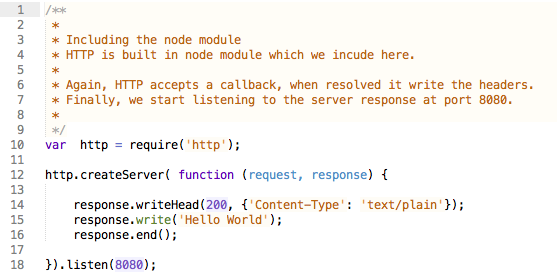 1 /**
2 *
3 * Including the node module
4 * HTTP is built in node module which we incude here.
5 *
6 * Again, HTTP accepts a callback, when resolved it write the headers.
7 * Finally, we start listening to the server response at port 8080.
8 *
9 */
10 var http = require('http');
11
12 http.createServer( function (request, response) {
13
14 response.writeHead(200, {'Content-Type': 'text/plain'});
15 response.write('Hello World');
16 response.end();
17
18 }).listen(8080);